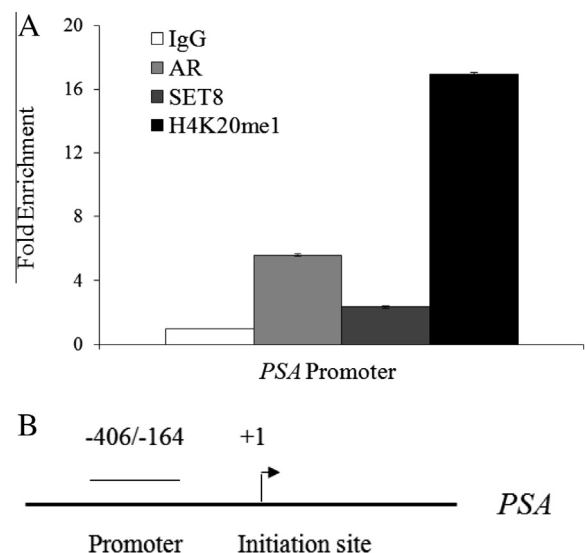 A
20
16
12
8
4
0
Fold Enrichment
IgG
AR
SET8
H4K20me1
PSA Promoter
B
-406/-164 +1
PSA
Promoter Initiation site